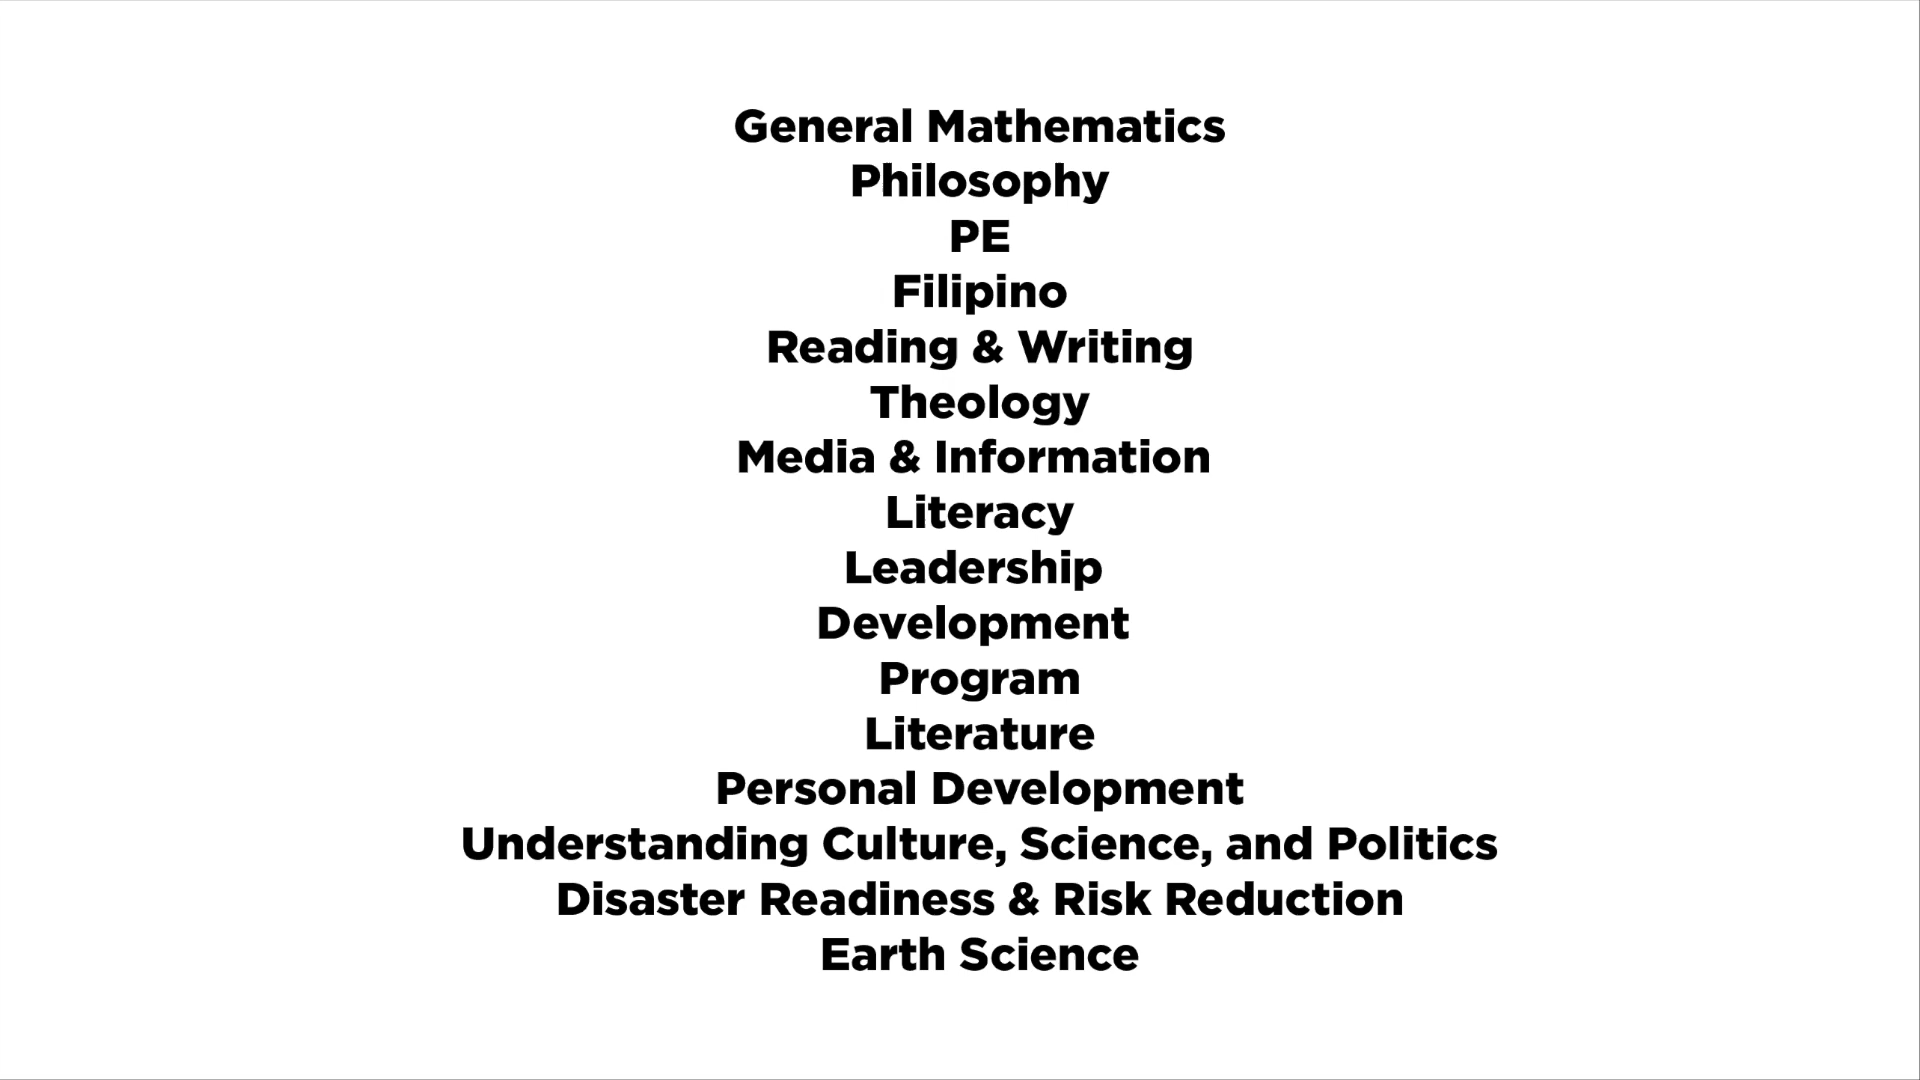 General Mathematics
Philosophy
PE
Filipino
Reading & Writing
Theology
Media & Information
Literacy
Leadership
Development
Program
Literature
Personal Development
Understanding Culture, Science, and Politics
Disaster Readiness & Risk Reduction
Earth Science